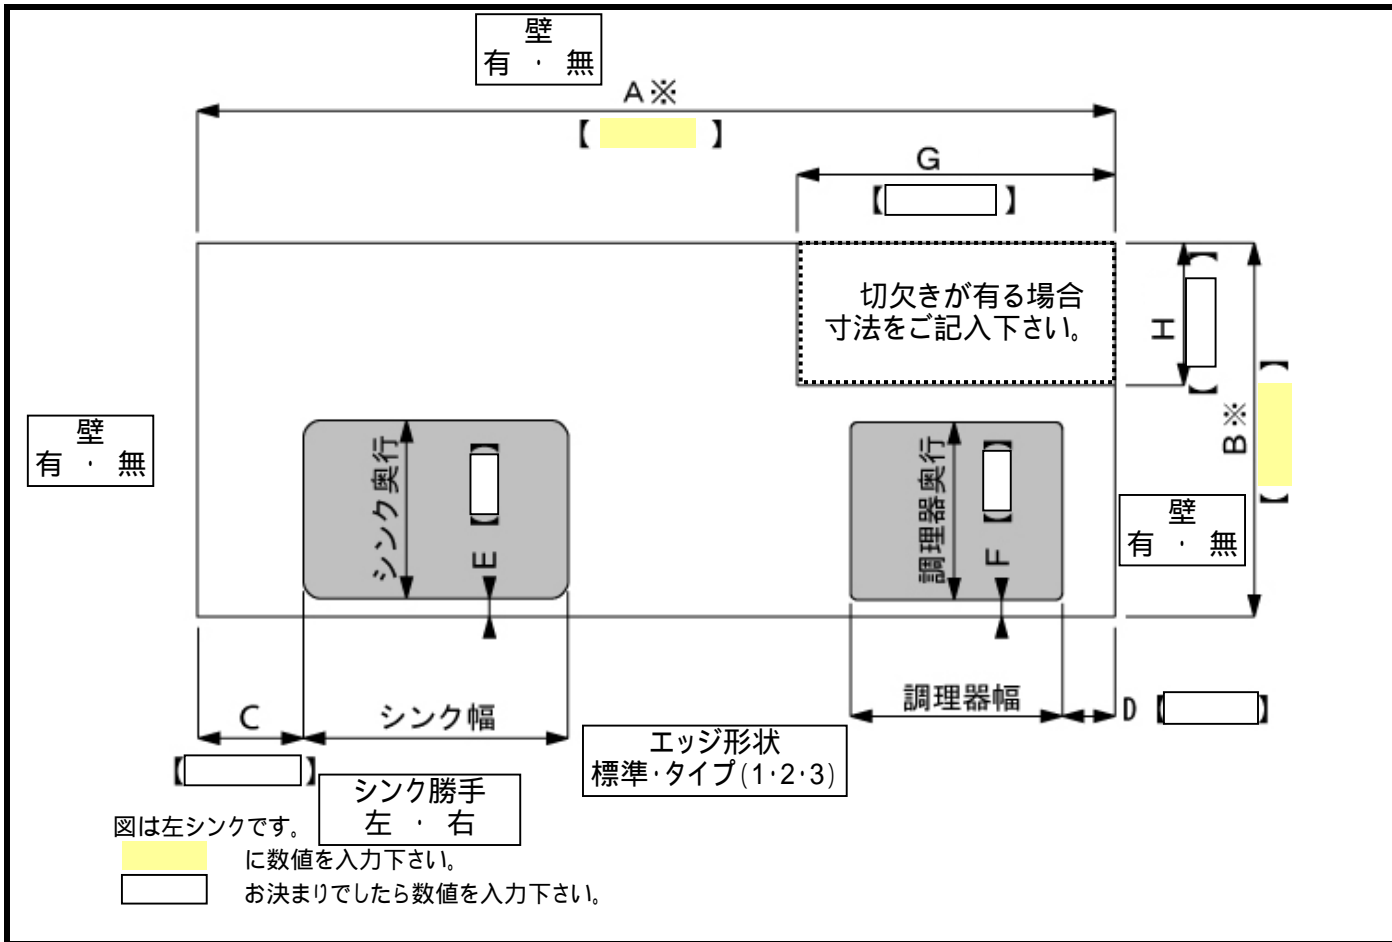 壁
有 ・ 無
A※
【 】
G
【 】
切欠きが有る場合
寸法をご記入下さい。
H
【 】
B※
【 】
壁
有 ・ 無
シンク奥行
【 】
E
調理器奥行
【 】
F
壁
有 ・ 無
C
シンク幅
調理器幅
D【 】
【 】
エッジ形状
標準・タイプ(1・2・3)
シンク勝手
左 ・ 右
図は左シンクです。
に数値を入力下さい。
お決まりでしたら数値を入力下さい。